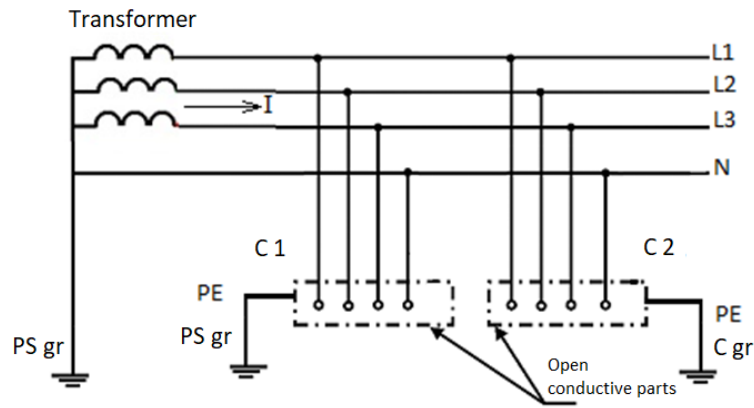 Transformer
L1
L2
I
L3
N
C 1
C 2
PE
PE
PS gr
PS gr
C gr
Open
conductive parts